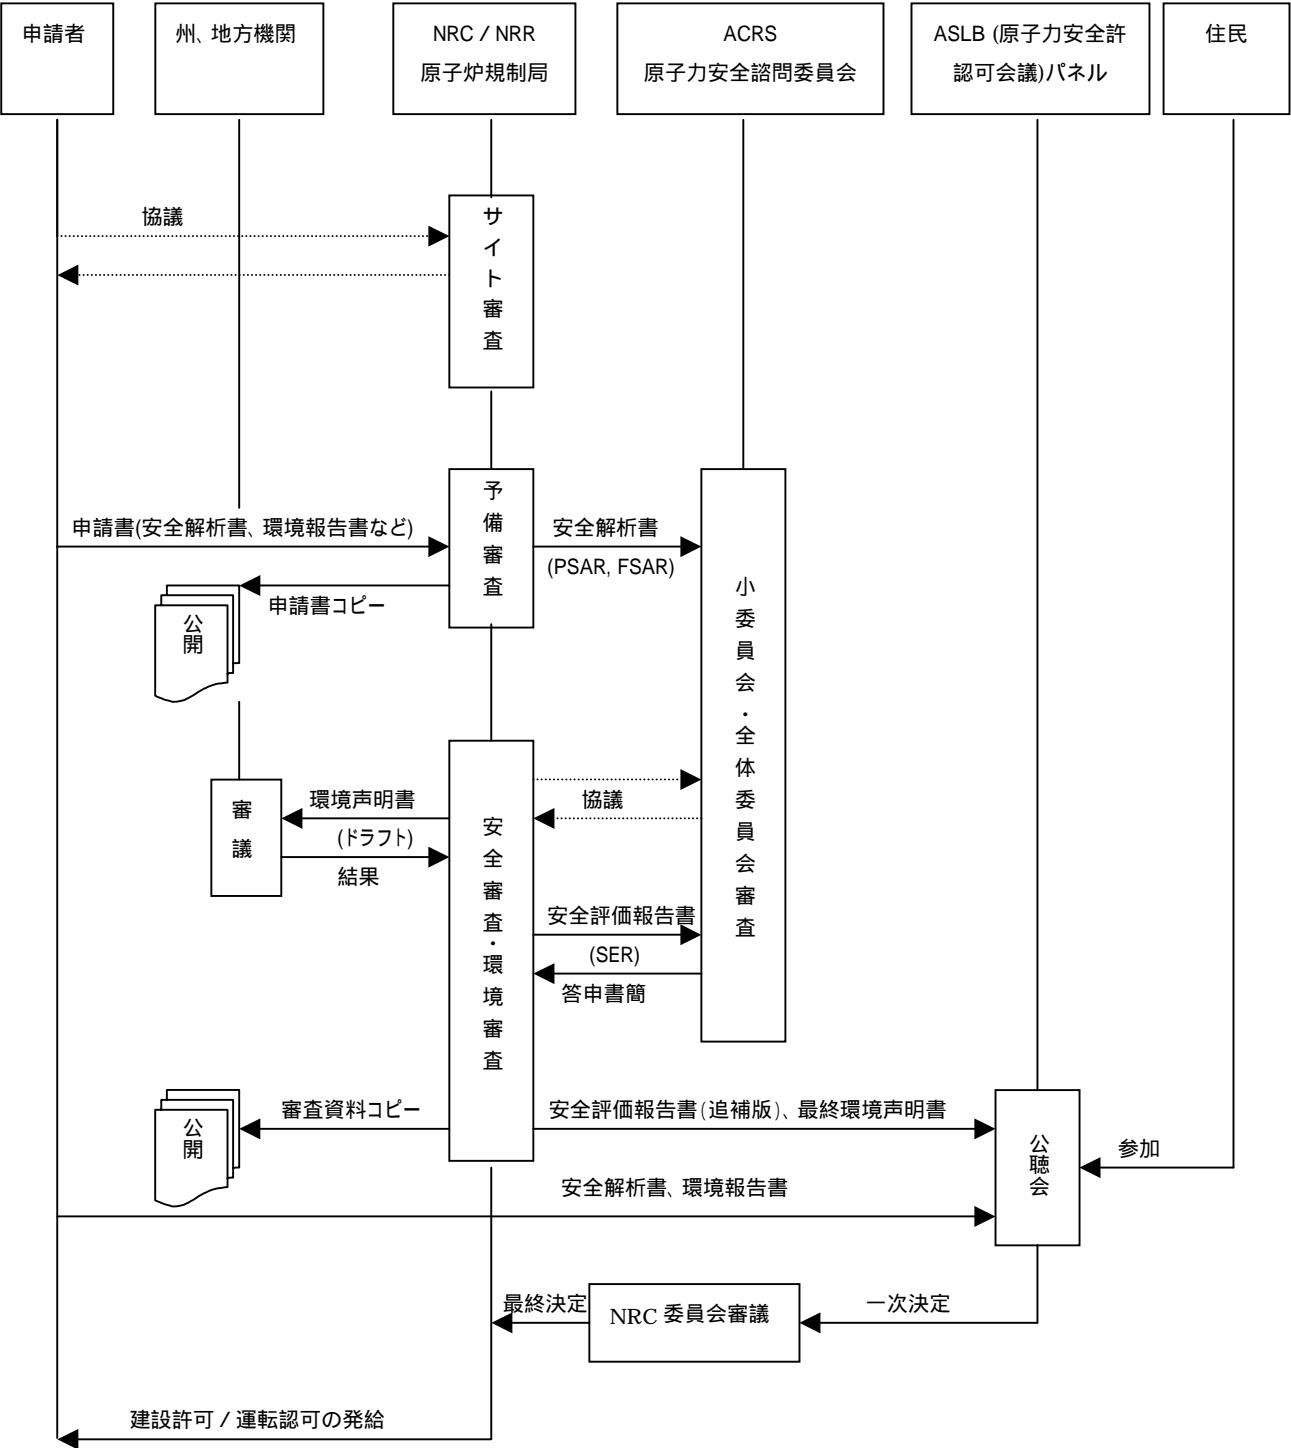 申請者
州、地方機関
NRC / NRR
原子炉規制局
ACRS
原子力安全諮問委員会
ASLB (原子力安全許
認可会議)パネル
住民
協議
サイト審査
申請書(安全解析書、環境報告書など)
予備審査
安全解析書
(PSAR, FSAR)
申請書コピー
公開
小委員会・全体委員会審査
審議
環境声明書
(ドラフト)
結果
安全審査・環境審査
協議
安全評価報告書
(SER)
答申書簡
公開
審査資料コピー
安全評価報告書(追補版)、最終環境声明書
公聴会
参加
安全解析書、環境報告書
最終決定
NRC 委員会審議
一次決定
建設許可 / 運転認可の発給